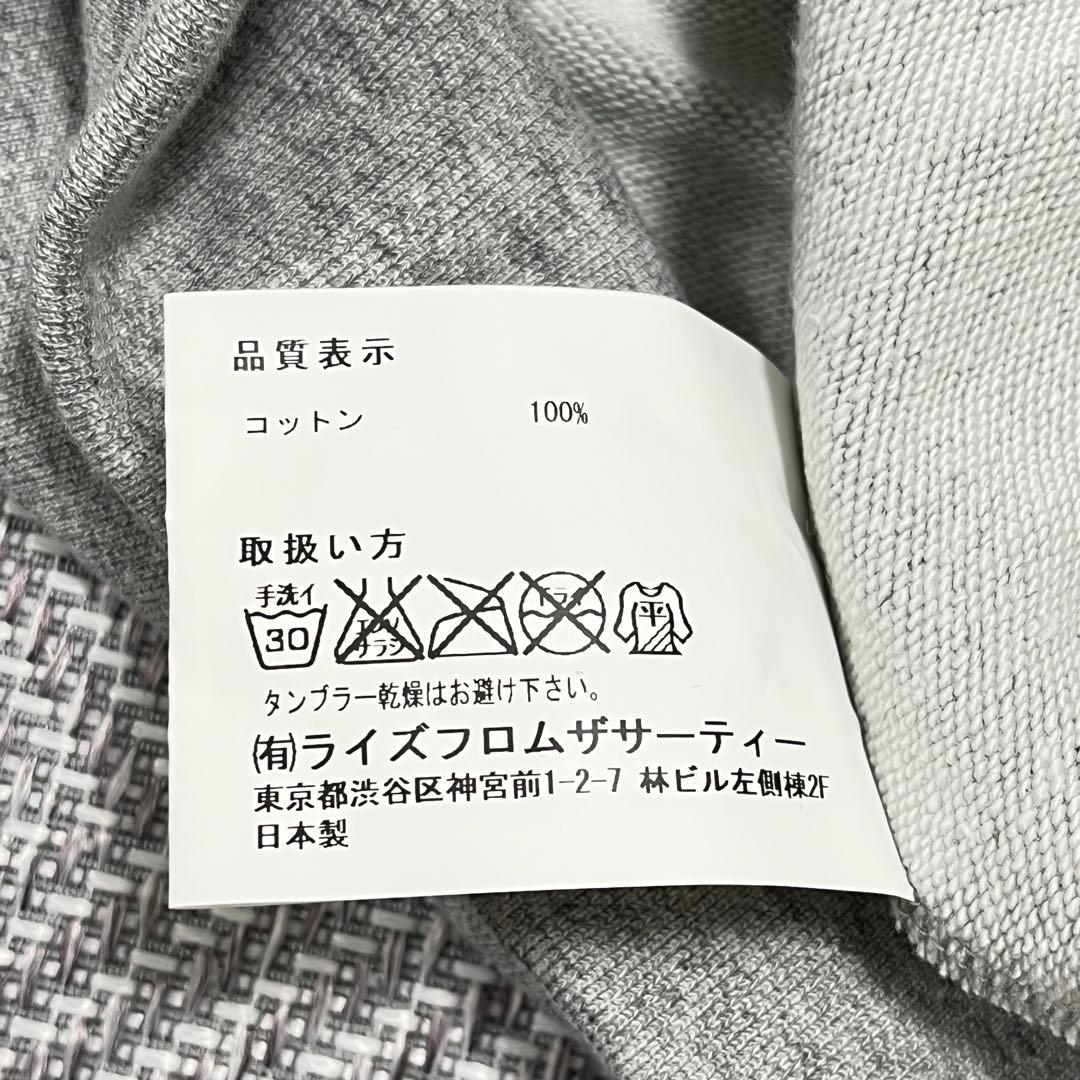 品質表示
コットン 100%
取扱い方
手洗イ
30 エンソサラシ ドライ 平
タンブラー乾燥はお避け下さい。
(有)ライズフロムザサーティー
東京都渋谷区神宮前1-2-7 林ビル左側棟2F
日本製